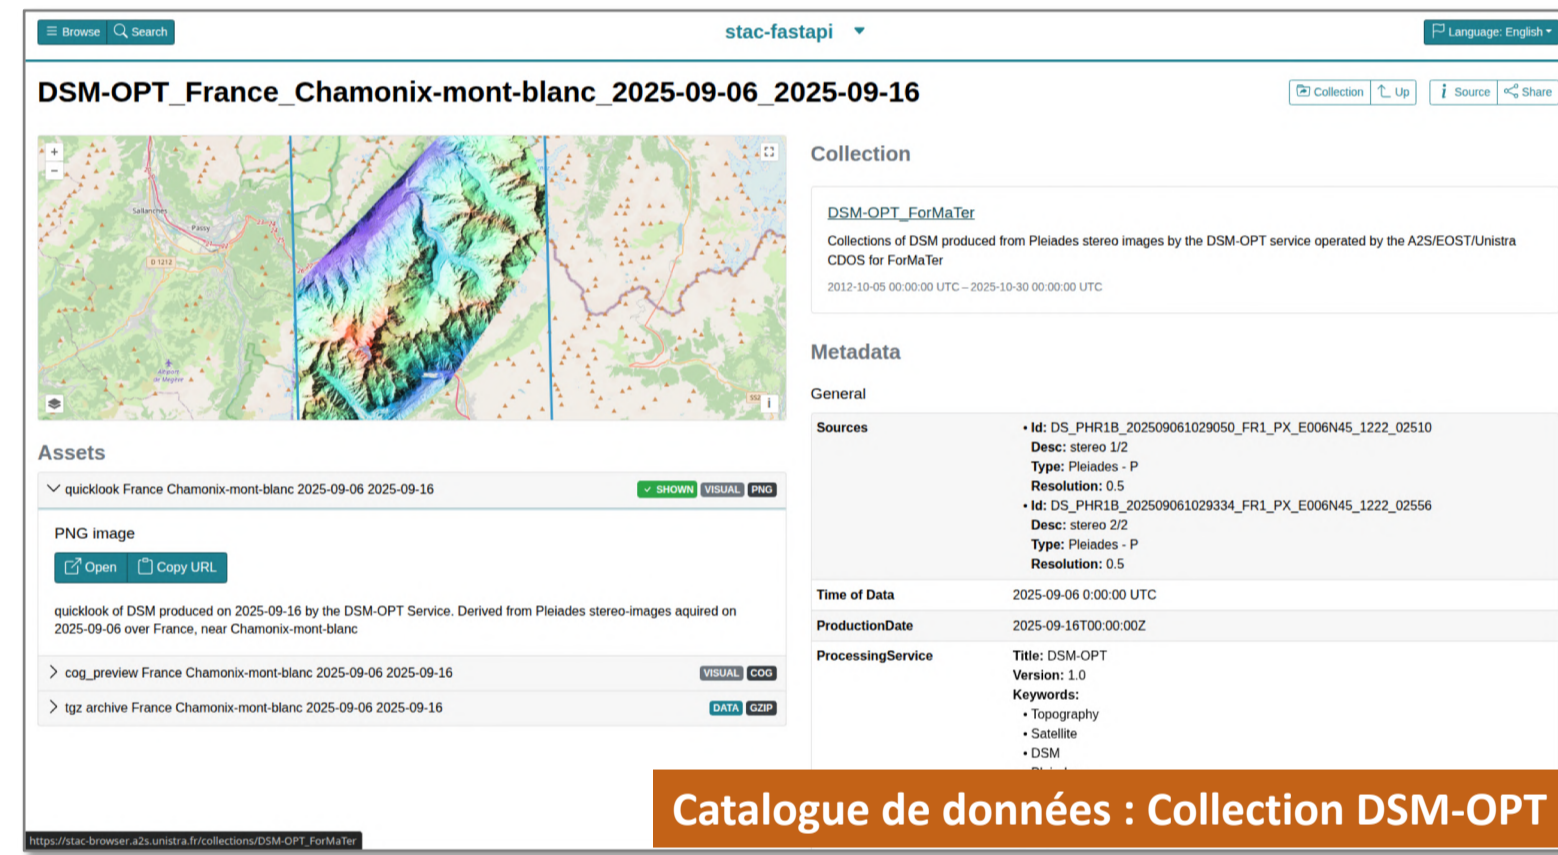 Browse Search
stac-fastapi
Language: English
DSM-OPT_France_Chamonix-mont-blanc_2025-09-06_2025-09-16
Collection Up Source Share
+
−
Sallanches
Passy
D 1212
i
Assets
quicklook France Chamonix-mont-blanc 2025-09-06 2025-09-16 SHOWN VISUAL PNG
PNG image
Open Copy URL
quicklook of DSM produced on 2025-09-16 by the DSM-OPT Service. Derived from Pleiades stereo-images aquired on
2025-09-06 over France, near Chamonix-mont-blanc
cog_preview France Chamonix-mont-blanc 2025-09-06 2025-09-16 VISUAL COG
tgz archive France Chamonix-mont-blanc 2025-09-06 2025-09-16 DATA GZIP
Collection
DSM-OPT_ForMaTer
Collections of DSM produced from Pleiades stereo images by the DSM-OPT service operated by the A2S/EOST/Unistra
CDOS for ForMaTer
2012-10-05 00:00:00 UTC – 2025-10-30 00:00:00 UTC
Metadata
General
Sources
• Id: DS_PHR1B_202509061029050_FR1_PX_E006N45_1222_02510
Desc: stereo 1/2
Type: Pleiades - P
Resolution: 0.5
• Id: DS_PHR1B_202509061029334_FR1_PX_E006N45_1222_02556
Desc: stereo 2/2
Type: Pleiades - P
Resolution: 0.5
Time of Data 2025-09-06 0:00:00 UTC
ProductionDate 2025-09-16T00:00:00Z
ProcessingService Title: DSM-OPT
Version: 1.0
Keywords:
• Topography
• Satellite
• DSM
Catalogue de données : Collection DSM-OPT
https://stac-browser.a2s.unistra.fr/collections/DSM-OPT_ForMaTer